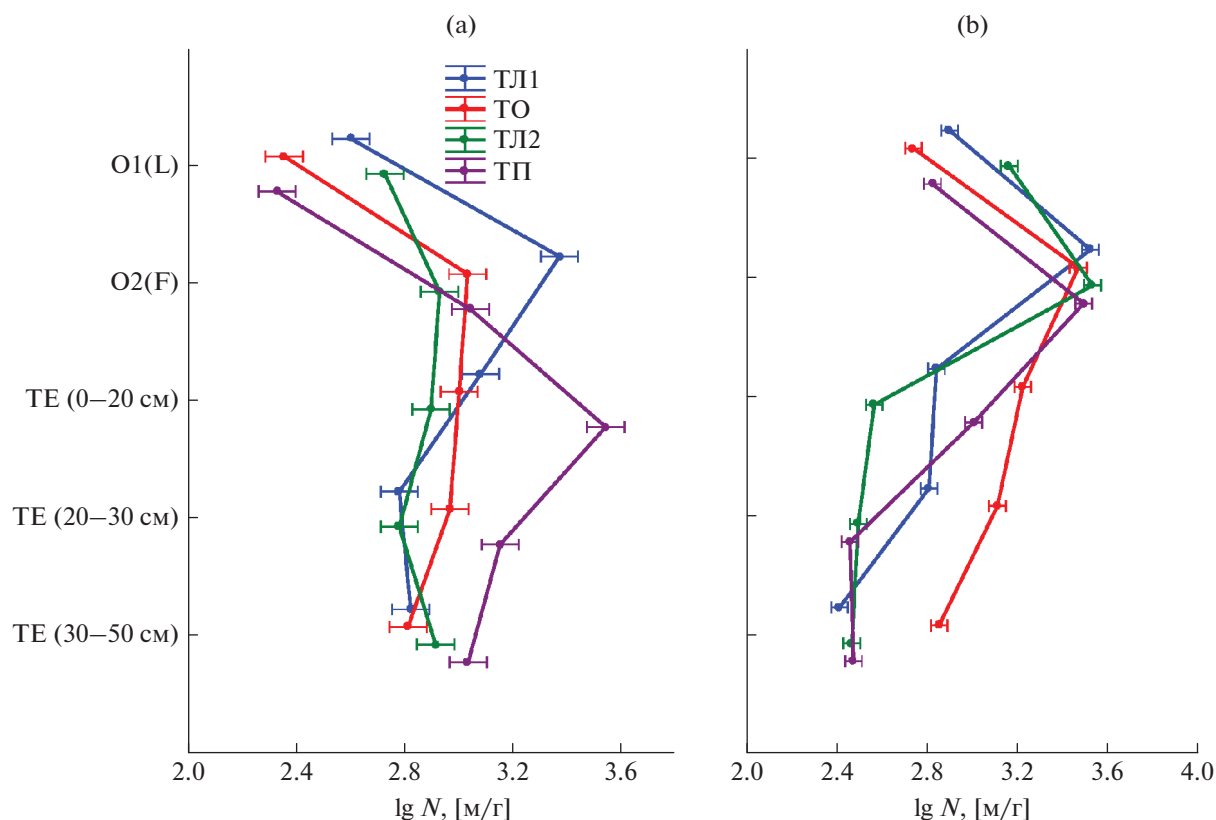 (a)
(b)
ТЛ1
ТО
ТЛ2
ТП
O1(L)
O2(F)
TE (0–20 см)
TE (20–30 см)
TE (30–50 см)
2.0 2.4 2.8 3.2 3.6
2.0 2.4 2.8 3.2 3.6 4.0
lg N, [м/г]
lg N, [м/г]